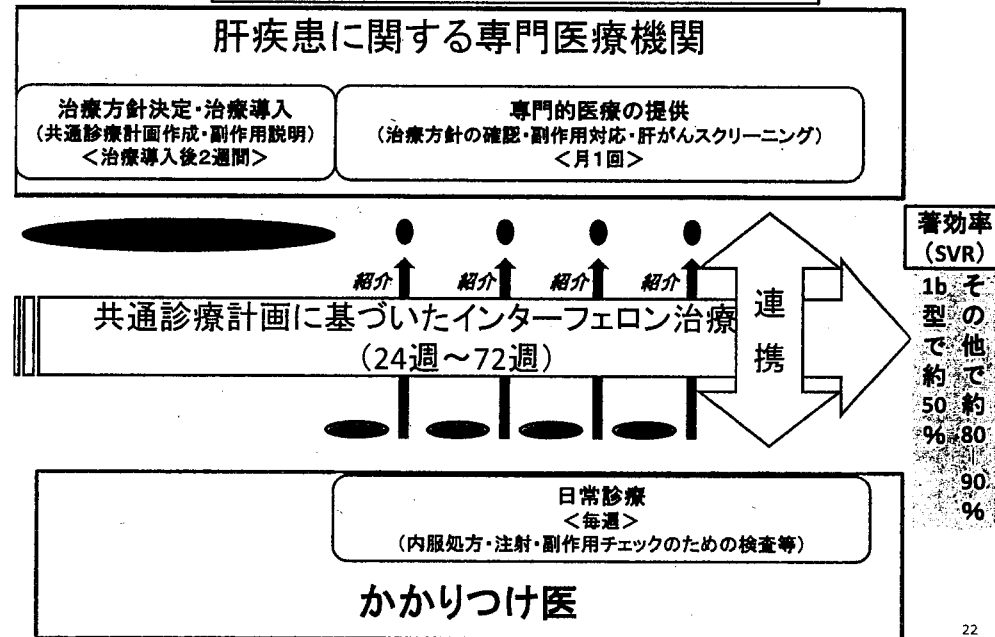 肝疾患に関する専門医療機関
治療方針決定・治療導入
(共通診療計画作成・副作用説明)
<治療導入後2週間>
専門的医療の提供
(治療方針の確認・副作用対応・肝がんスクリーニング)
<月1回>
紹介
紹介
紹介
紹介
共通診療計画に基づいたインターフェロン治療
(24週~72週)
連携
著効率
(SVR)
1b型で約50%
その他で約80~90%
日常診療
<毎週>
(内服処方・注射・副作用チェックのための検査等)
かかりつけ医
22